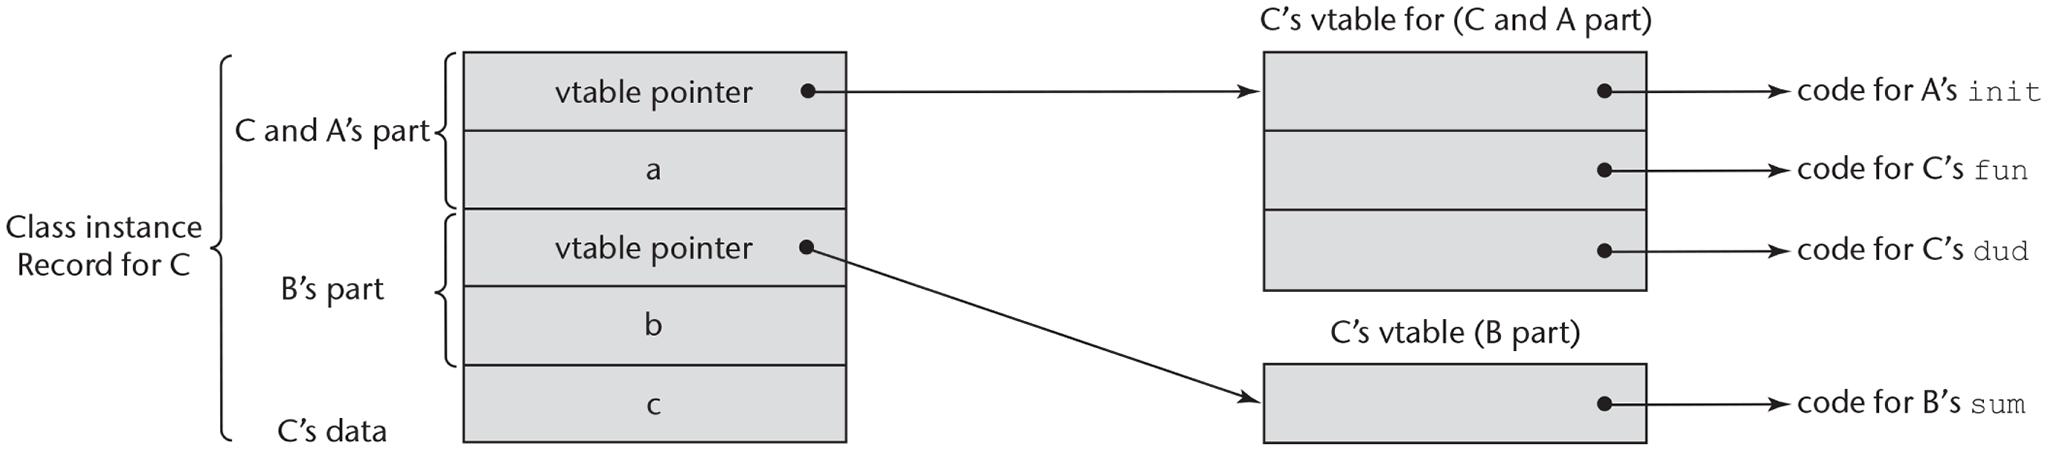 C’s vtable for (C and A part)
vtable pointer
code for A’s init
C and A’s part
a
code for C’s fun
Class instance
Record for C
vtable pointer
code for C’s dud
B’s part
b
C’s vtable (B part)
c
code for B’s sum
C’s data